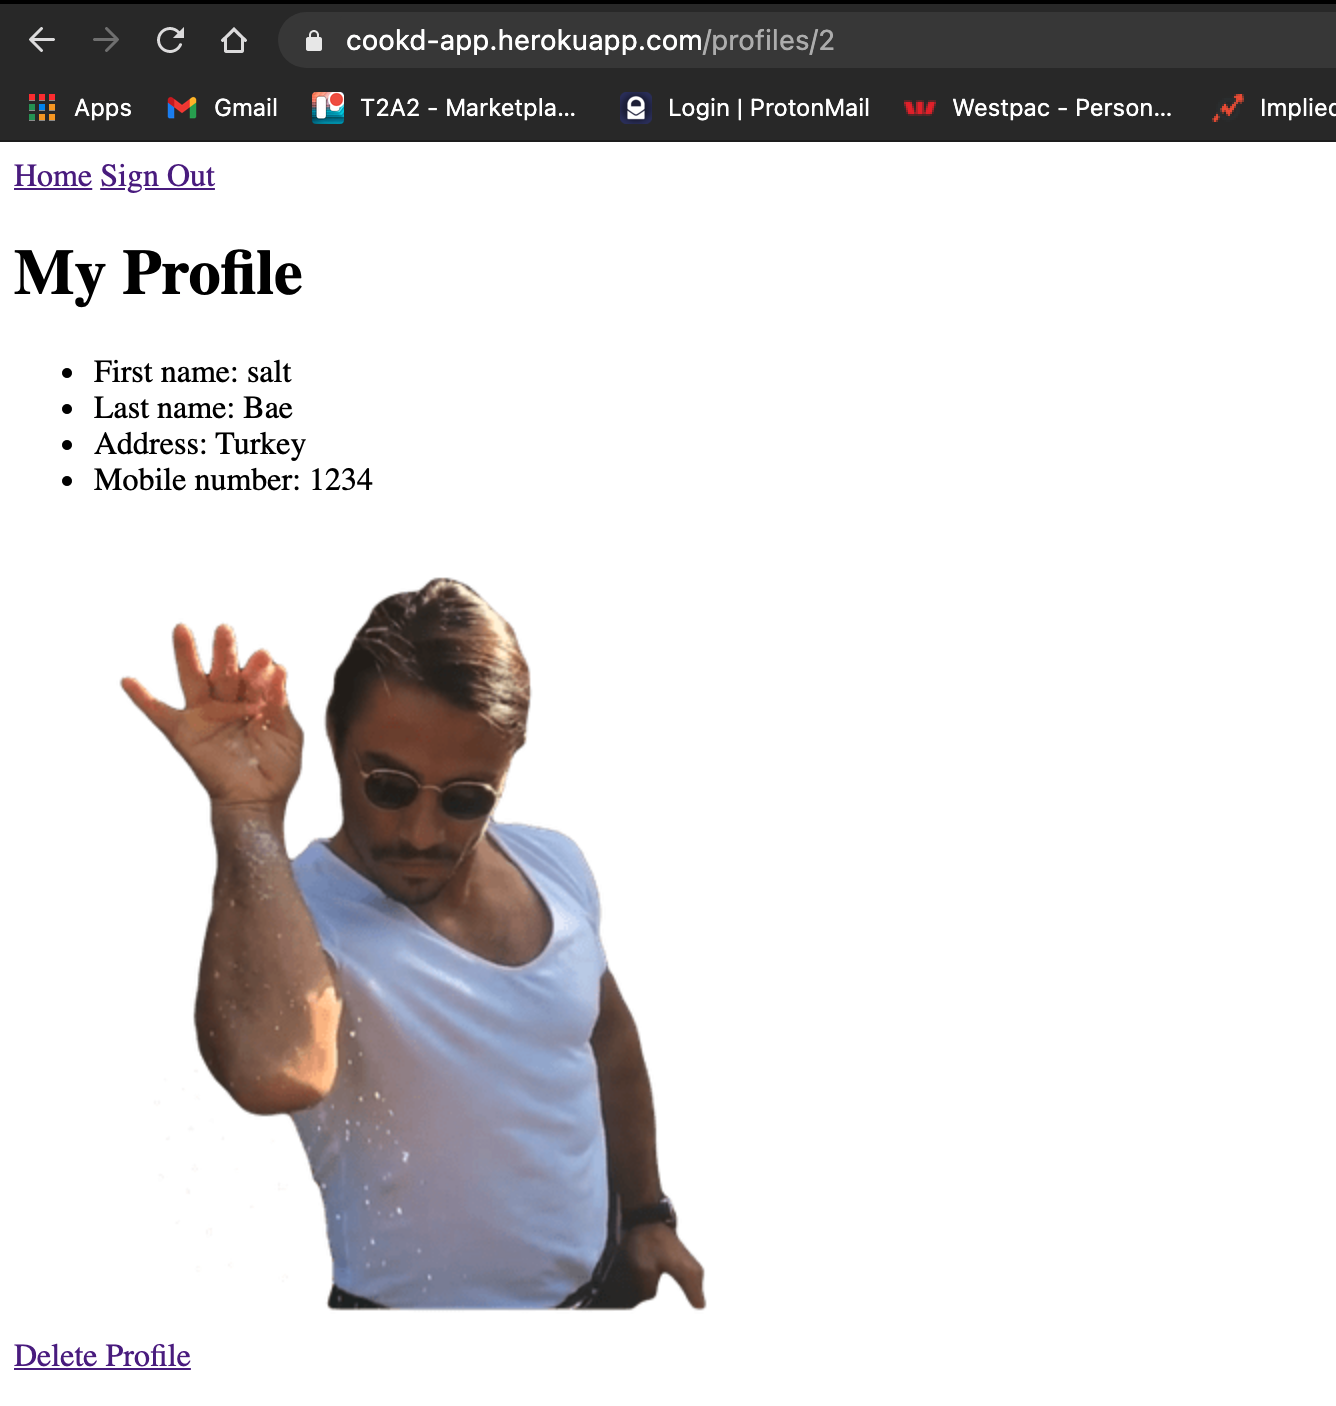 cookd-app.herokuapp.com/profiles/2
Apps Gmail T2A2 - Marketpla... Login | ProtonMail Westpac - Person... Implied
Home Sign Out
My Profile
First name: salt
Last name: Bae
Address: Turkey
Mobile number: 1234
Delete Profile